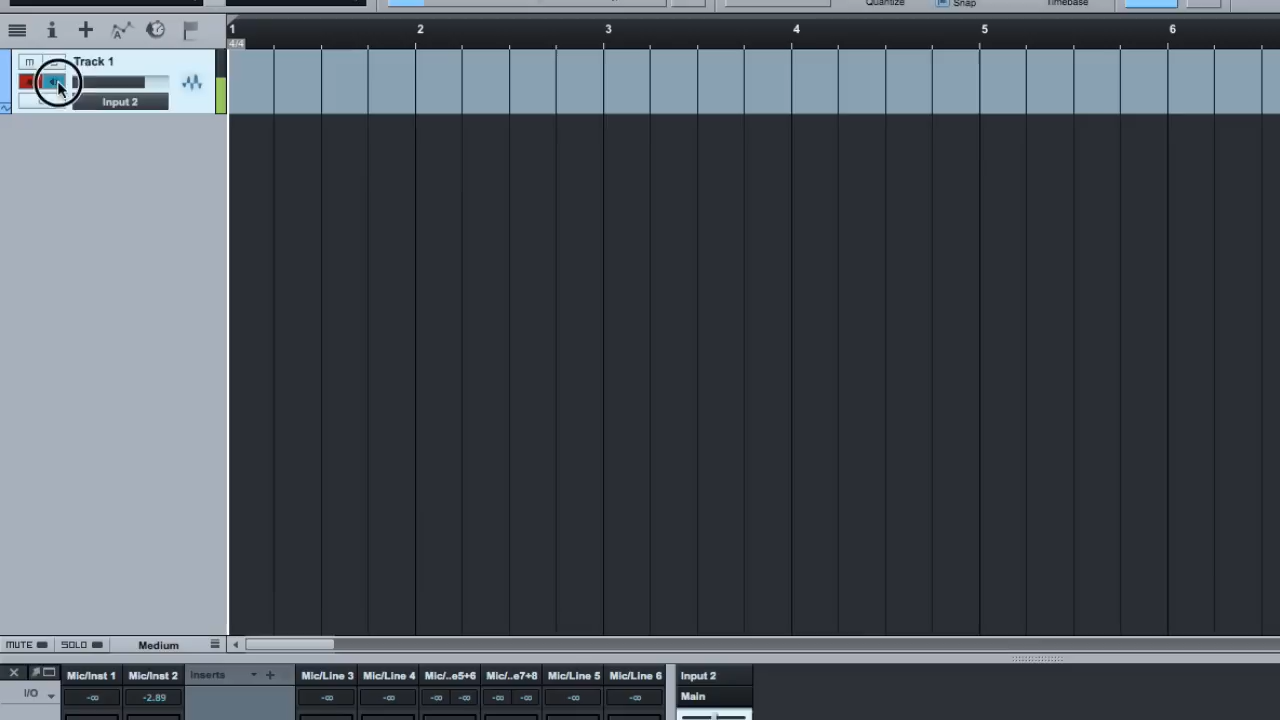 Quantize Snap Timebase
1 2 3 4 5 6
4/4
m Track 1
Input 2
MUTE SOLO Medium
Mic/Inst 1 Mic/Inst 2 Inserts Mic/Line 3 Mic/Line 4 Mic/..e5+6 Mic/...e7+8 Mic/Line 5 Mic/Line 6 Input 2
I/O -∞ -2.89 -∞ -∞ -∞ -∞ -∞ -∞ -∞ -∞ Main